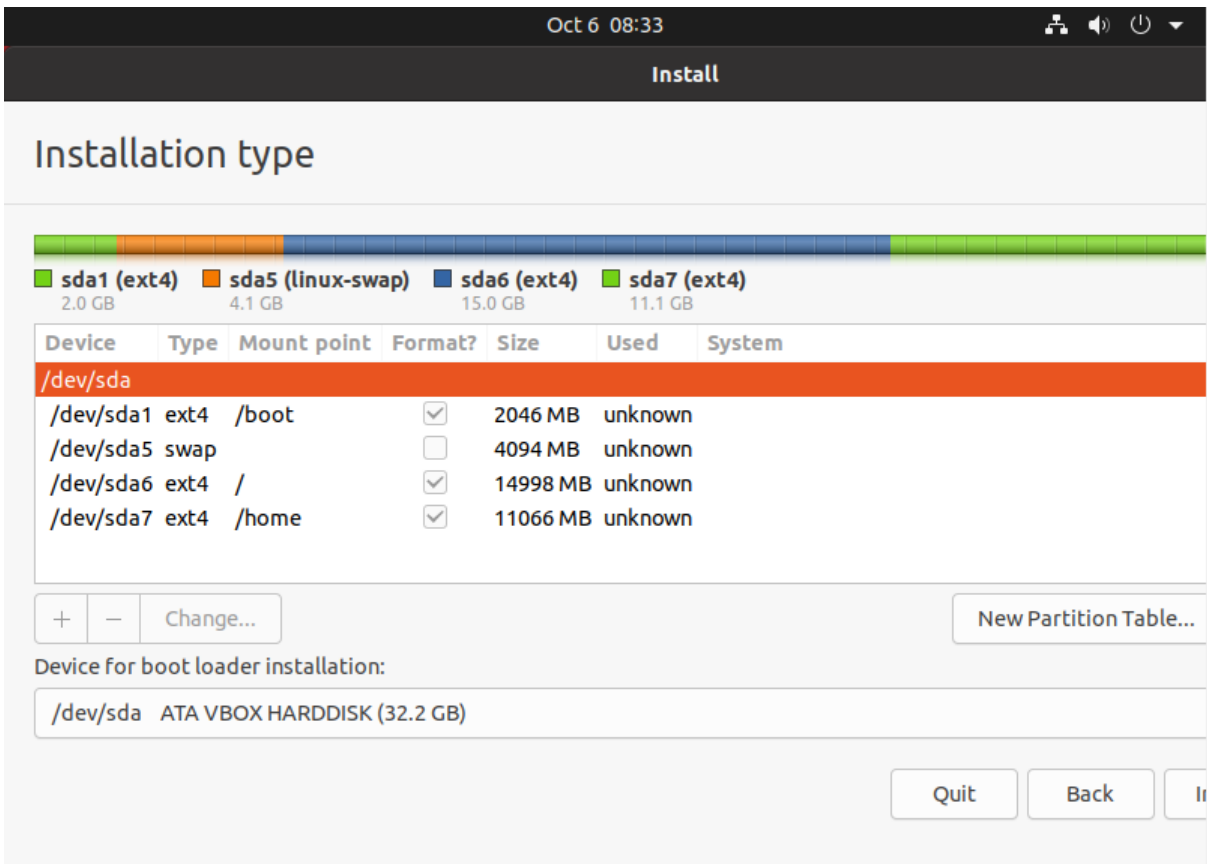 Oct 6 08:33
Install
Installation type
sda1 (ext4) sda5 (linux-swap) sda6 (ext4) sda7 (ext4)
2.0 GB 4.1 GB 15.0 GB 11.1 GB
Device Type Mount point Format? Size Used System
/dev/sda
/dev/sda1 ext4 /boot 2046 MB unknown
/dev/sda5 swap 4094 MB unknown
/dev/sda6 ext4 / 14998 MB unknown
/dev/sda7 ext4 /home 11066 MB unknown
+ − Change... New Partition Table...
Device for boot loader installation:
/dev/sda ATA VBOX HARDDISK (32.2 GB)
Quit Back